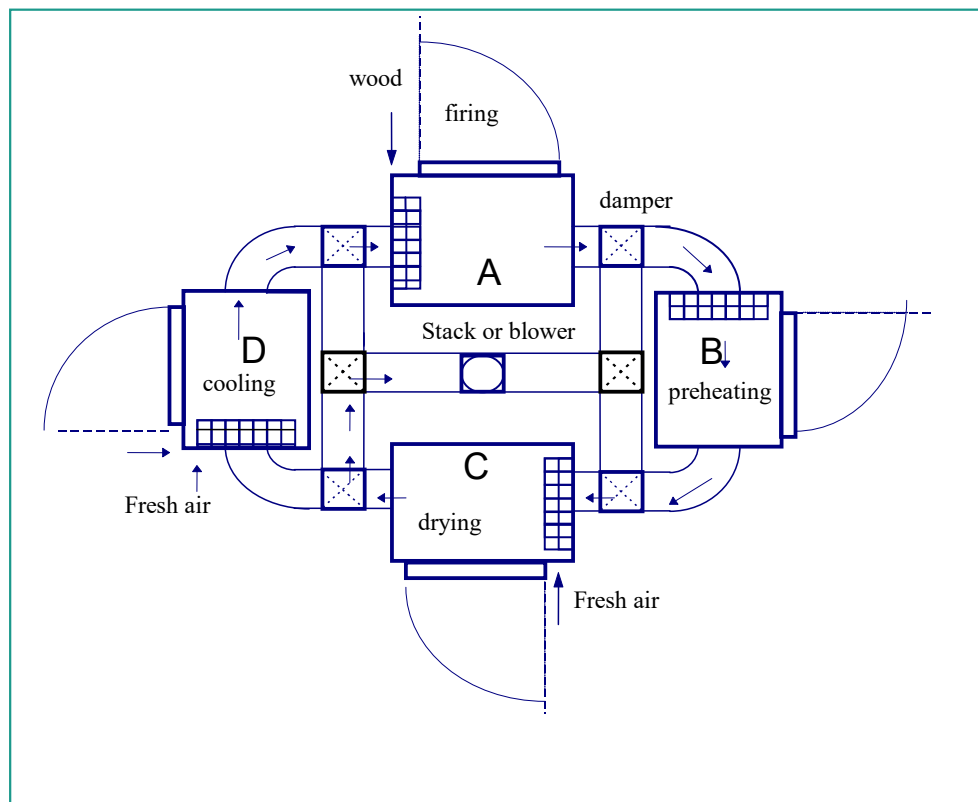 wood
firing
damper
A
Stack or blower
D
cooling
B
preheating
C
drying
Fresh air
Fresh air